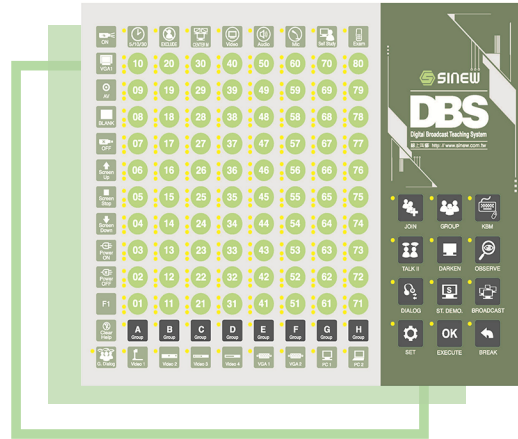 ON 5/10/30 EXCLUDE CENTER M Video Audio Mic Self Study Exam
VGA1 10 20 30 40 50 60 70 80
AV 09 19 29 39 49 59 69 79
BLANK 08 18 28 38 48 58 68 78
OFF 07 17 27 37 47 57 67 77
Screen Up 06 16 26 36 46 56 66 76
Screen Stop 05 15 25 35 45 55 65 75
Screen Down 04 14 24 34 44 54 64 74
Power ON 03 13 23 33 43 53 63 73
Power OFF 02 12 22 32 42 52 62 72
F1 01 11 21 31 41 51 61 71
Clear Help A Group B Group C Group D Group E Group F Group G Group H Group
G. Dialog Video 1 Video 2 Video 3 Video 4 VGA 1 VGA 2 PC 1 PC 2
SINEW
DBS
Digital Broadcast Teaching System
http://www.sinew.com.tw
JOIN GROUP KBM
TALK II DARKEN OBSERVE
S
DIALOG ST. DEMO. BROADCAST
OK
SET EXECUTE BREAK